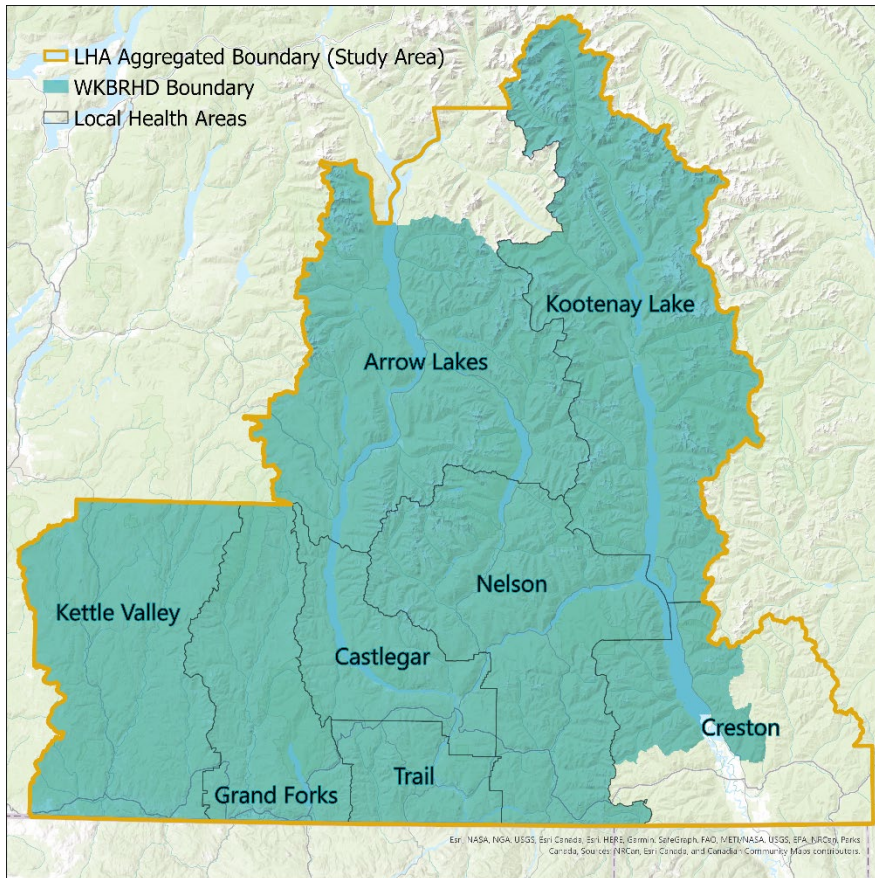 LHA Aggregated Boundary (Study Area)
WKBRHD Boundary
Local Health Areas
Kootenay Lake
Arrow Lakes
Nelson
Kettle Valley
Castlegar
Creston
Trail
Grand Forks
Esri, NASA, NGA, USGS, Esri Canada, Esri, HERE, Garmin, SafeGraph, FAO, METI/NASA, USGS, EPA, NRCan, Parks
Canada, Sources: NRCan, Esri Canada, and Canadian Community Maps contributors.